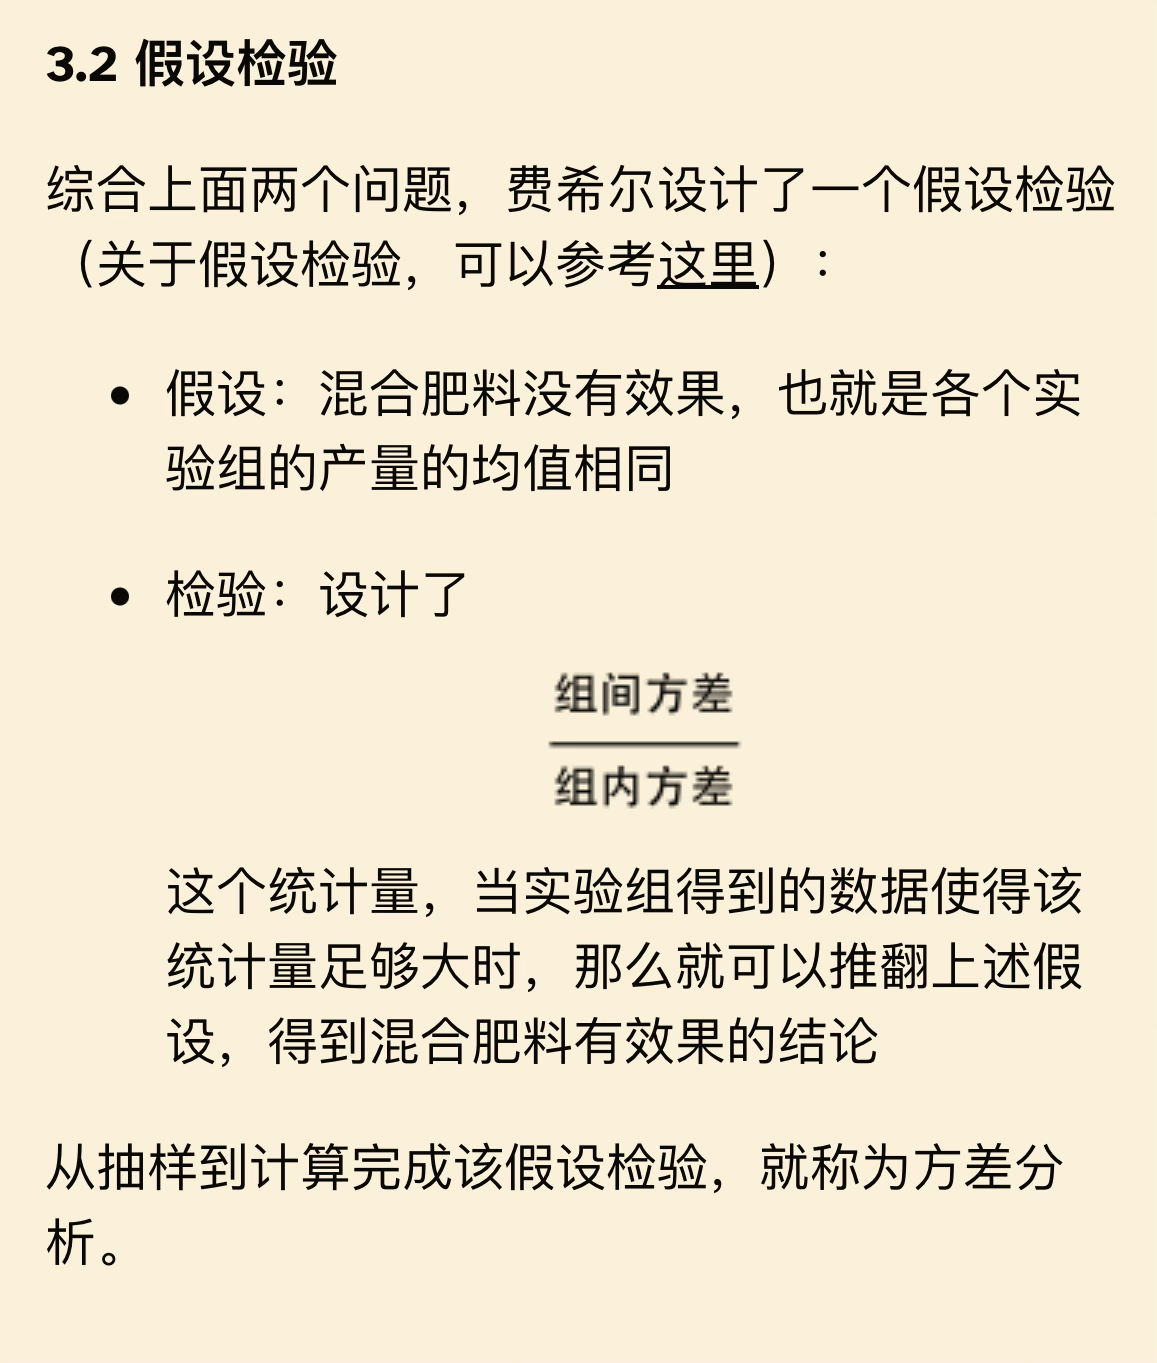 3.2 假设检验
综合上面两个问题，费希尔设计了一个假设检验
（关于假设检验，可以参考这里）：
• 假设：混合肥料没有效果，也就是各个实
验组的产量的均值相同
• 检验：设计了
组间方差
组内方差
这个统计量，当实验组得到的数据使得该
统计量足够大时，那么就可以推翻上述假
设，得到混合肥料有效果的结论
从抽样到计算完成该假设检验，就称为方差分
析。